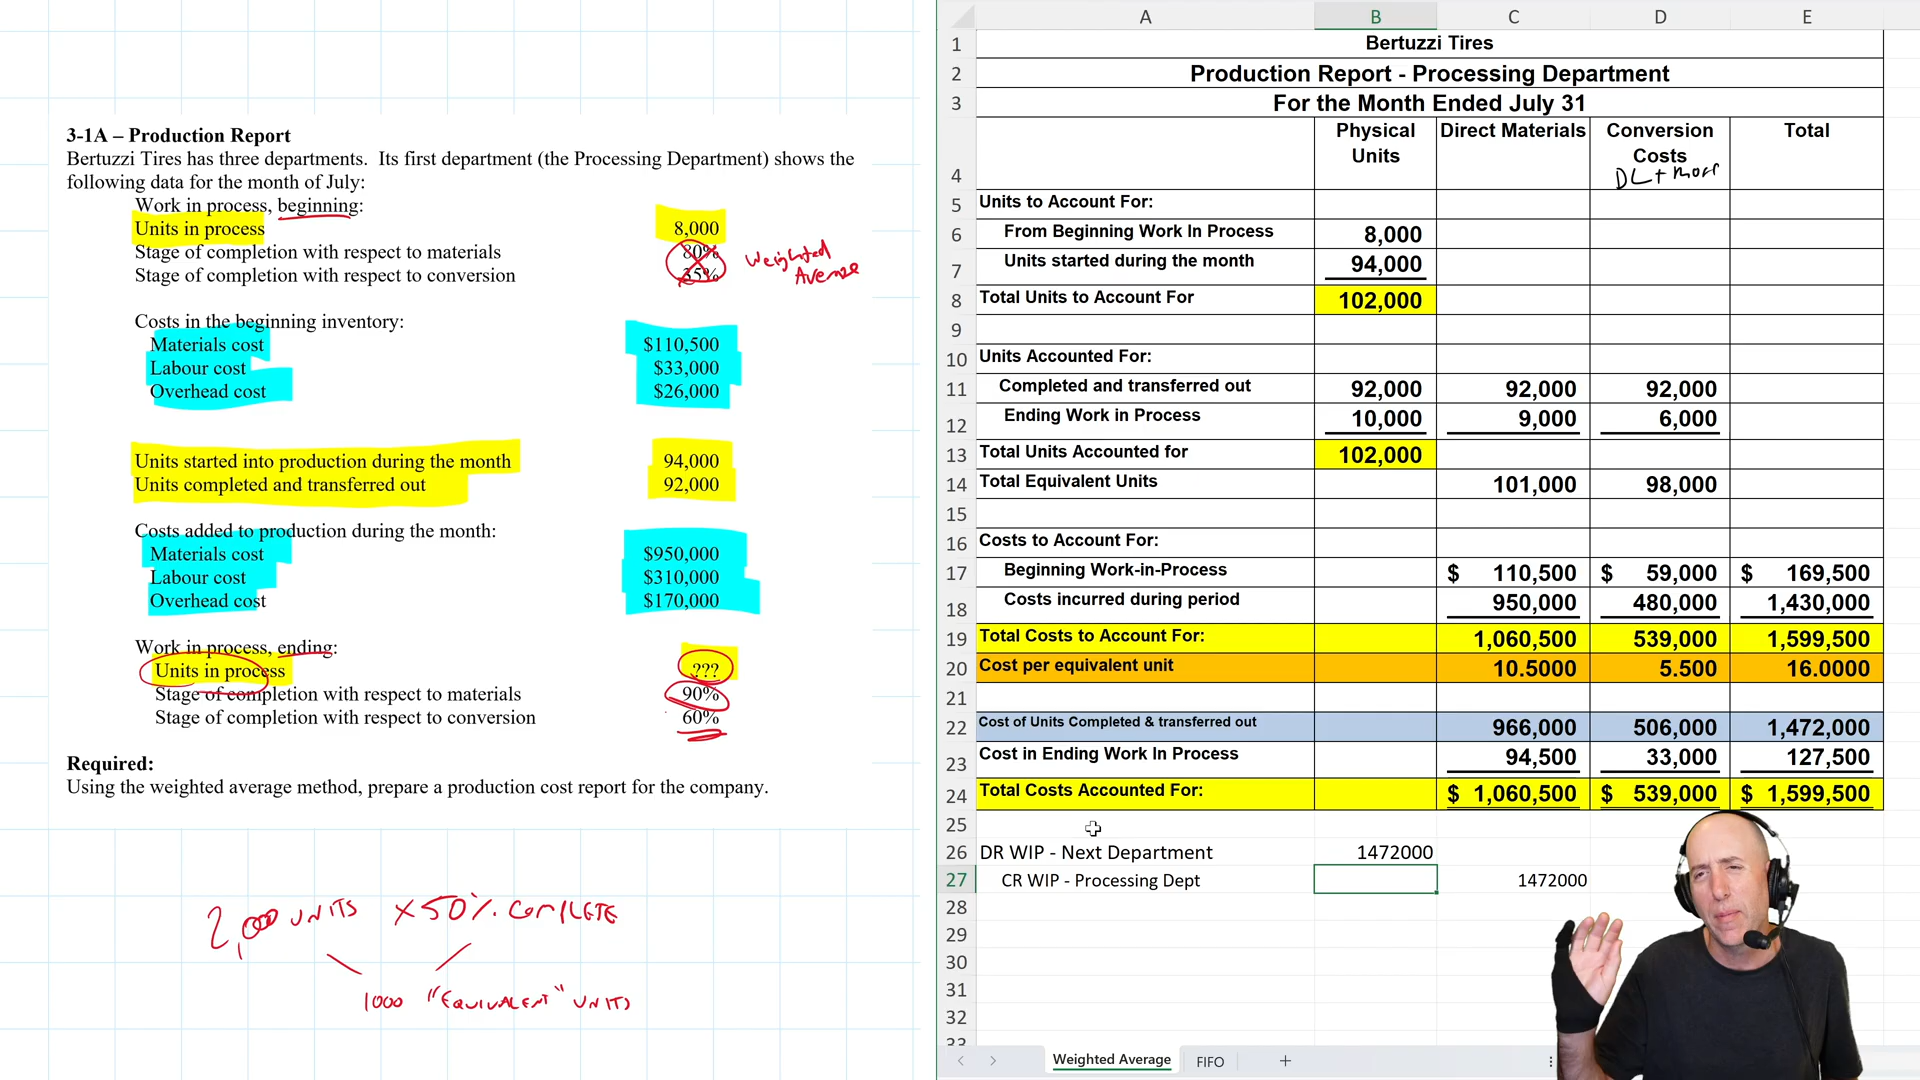 3-1A – Production Report
Bertuzzi Tires has three departments. Its first department (the Processing Department) shows the
following data for the month of July:
Work in process, beginning:
Units in process 8,000
Stage of completion with respect to materials 80%
Stage of completion with respect to conversion 35%
Weighted
Average
Costs in the beginning inventory:
Materials cost $110,500
Labour cost $33,000
Overhead cost $26,000
Units started into production during the month 94,000
Units completed and transferred out 92,000
Costs added to production during the month:
Materials cost $950,000
Labour cost $310,000
Overhead cost $170,000
Work in process, ending:
Units in process ???
Stage of completion with respect to materials 90%
Stage of completion with respect to conversion 60%
Required:
Using the weighted average method, prepare a production cost report for the company.
2,000 UNITS X 50% COMPLETE
1000 "EQUIVALENT" UNITS
A B C D E
1 Bertuzzi Tires
2 Production Report - Processing Department
3 For the Month Ended July 31
4 Physical Units Direct Materials Conversion Costs Total
DL + MOH
5 Units to Account For:
6 From Beginning Work In Process 8,000
7 Units started during the month 94,000
8 Total Units to Account For 102,000
9
10 Units Accounted For:
11 Completed and transferred out 92,000 92,000 92,000
12 Ending Work in Process 10,000 9,000 6,000
13 Total Units Accounted for 102,000
14 Total Equivalent Units 101,000 98,000
15
16 Costs to Account For:
17 Beginning Work-in-Process $ 110,500 $ 59,000 $ 169,500
18 Costs incurred during period 950,000 480,000 1,430,000
19 Total Costs to Account For: 1,060,500 539,000 1,599,500
20 Cost per equivalent unit 10.5000 5.500 16.0000
21
22 Cost of Units Completed & transferred out 966,000 506,000 1,472,000
23 Cost in Ending Work In Process 94,500 33,000 127,500
24 Total Costs Accounted For: $ 1,060,500 $ 539,000 $ 1,599,500
25
26 DR WIP - Next Department 1472000
27 CR WIP - Processing Dept 1472000
28
29
30
31
32
33
Weighted Average FIFO +